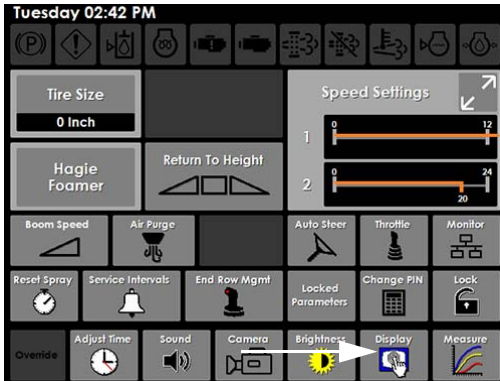 Tuesday 02:42 PM
(P)
Tire Size
0 Inch
Speed Settings
0 12
1
Hagie
Foamer
Return To Height
0 24
2
20
Boom Speed
Air Purge
Auto Steer
Throttle
Monitor
Reset Spray
Service Intervals
End Row Mgmt
Locked
Parameters
Change PIN
Lock
Override
Adjust Time
Sound
Camera
Brightness
Display
Measure